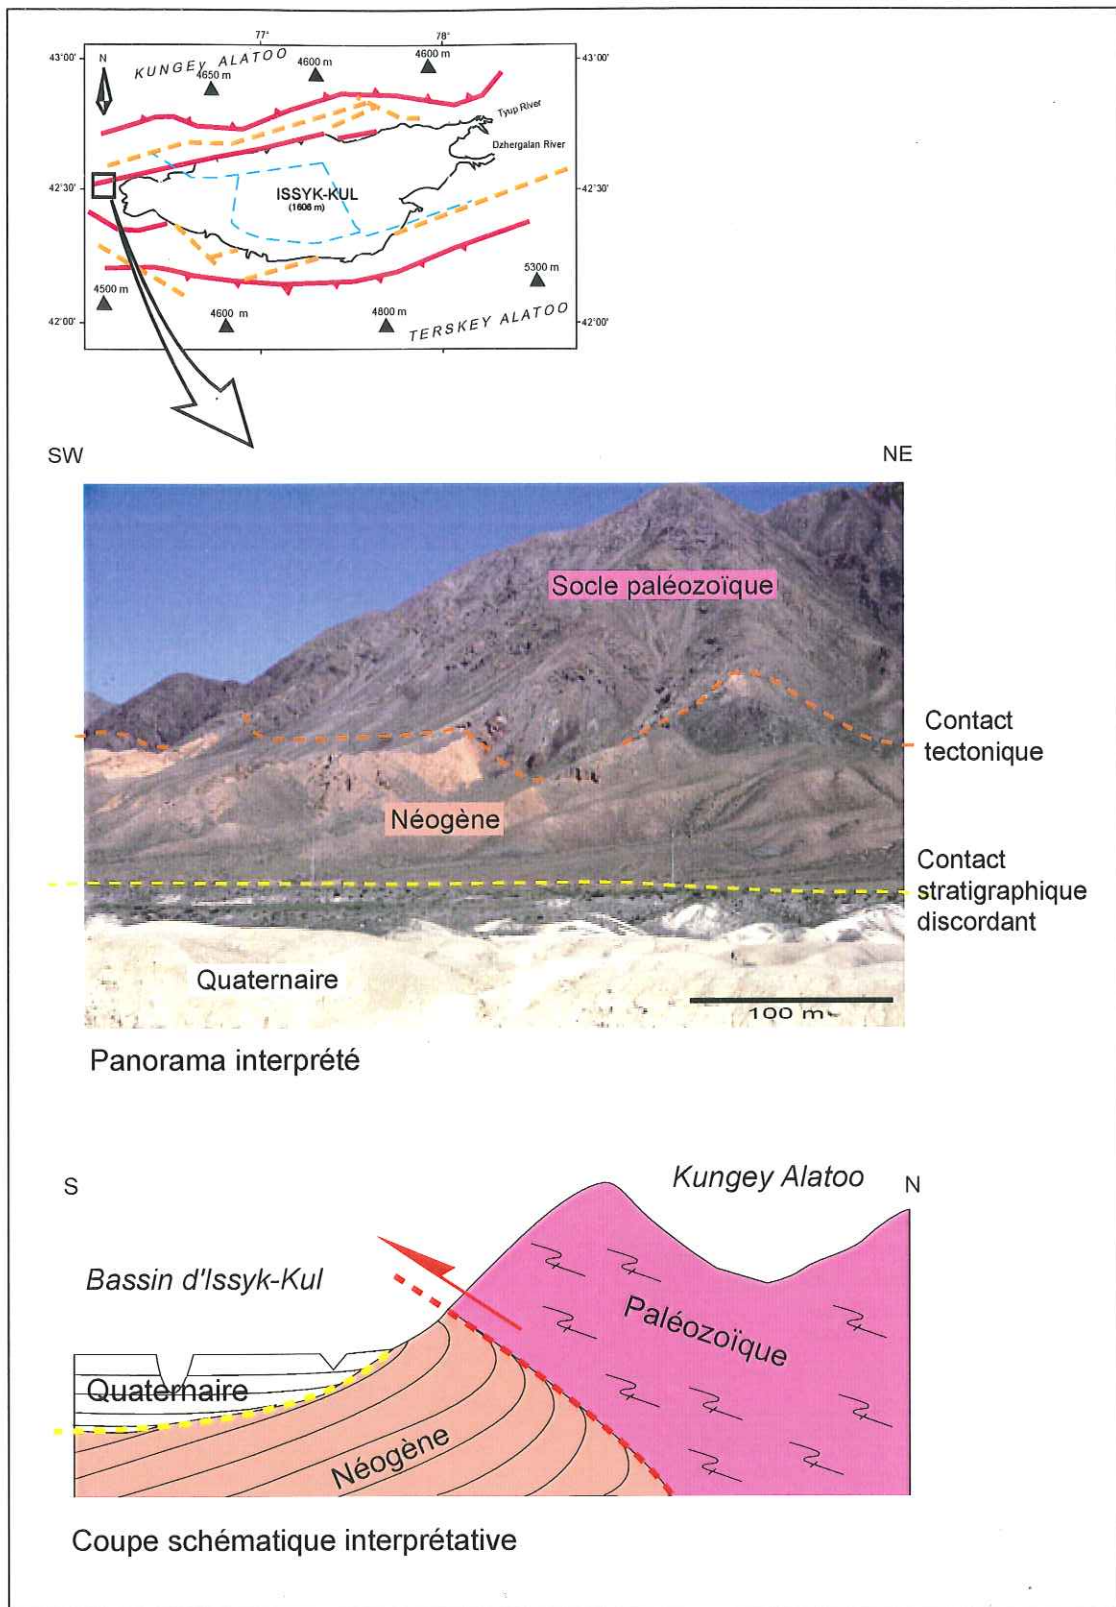 77°
78°
43°00'
43°00'
N
KUNGEY ALATOO
4650 m
4600 m
4600 m
Tyup River
Dzhergalan River
42°30'
42°30'
ISSYK-KUL
(1606 m)
4500 m
4600 m
4800 m
5300 m
TERSKEY ALATOO
42°00'
42°00'
SW
NE
Socle paléozoïque
Contact
tectonique
Néogène
Contact
stratigraphique
discordant
Quaternaire
100 m
Panorama interprété
S
Kungey Alatoo
N
Bassin d'Issyk-Kul
Paléozoïque
Quaternaire
Néogène
Coupe schématique interprétative